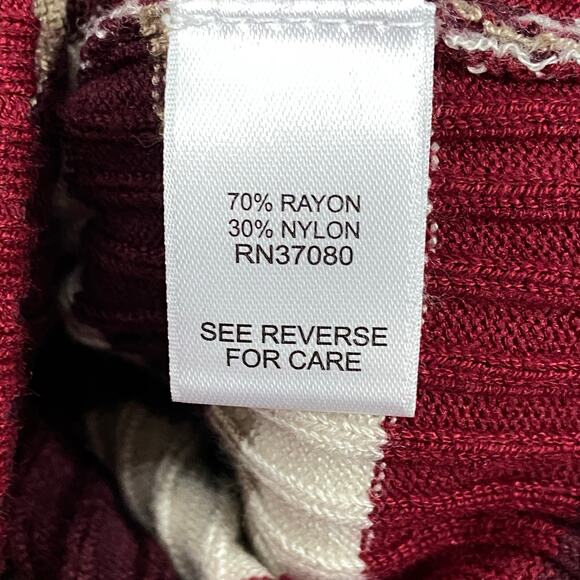 70% RAYON
30% NYLON
RN37080
SEE REVERSE
FOR CARE